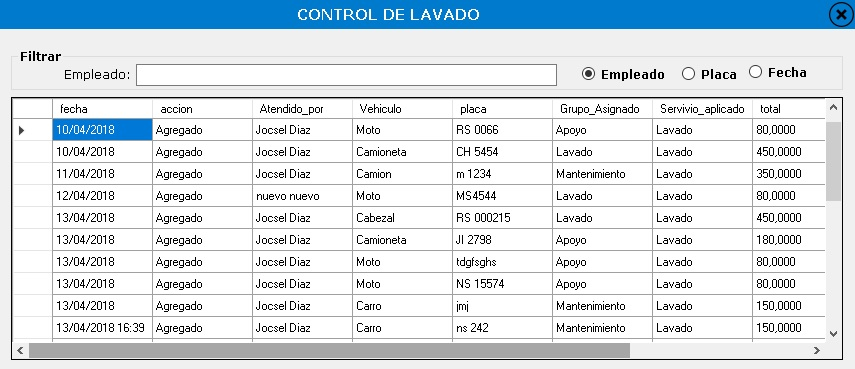 CONTROL DE LAVADO
Filtrar
Empleado: Empleado Placa Fecha
fecha accion Atendido_por Vehiculo placa Grupo_Asignado Servivio_aplicado total
10/04/2018 Agregado Jocsel Diaz Moto RS 0066 Apoyo Lavado 80,0000
10/04/2018 Agregado Jocsel Diaz Camioneta CH 5454 Lavado Lavado 450,0000
11/04/2018 Agregado Jocsel Diaz Camion m 1234 Mantenimiento Lavado 350,0000
12/04/2018 Agregado nuevo nuevo Moto MS4544 Lavado Lavado 80,0000
13/04/2018 Agregado Jocsel Diaz Cabezal RS 000215 Lavado Lavado 450,0000
13/04/2018 Agregado Jocsel Diaz Camioneta JI 2798 Apoyo Lavado 180,0000
13/04/2018 Agregado Jocsel Diaz Moto tdgfsghs Apoyo Lavado 80,0000
13/04/2018 Agregado Jocsel Diaz Moto NS 15574 Apoyo Lavado 80,0000
13/04/2018 Agregado Jocsel Diaz Carro jmj Mantenimiento Lavado 150,0000
13/04/2018 16:39 Agregado Jocsel Diaz Carro ns 242 Mantenimiento Lavado 150,0000